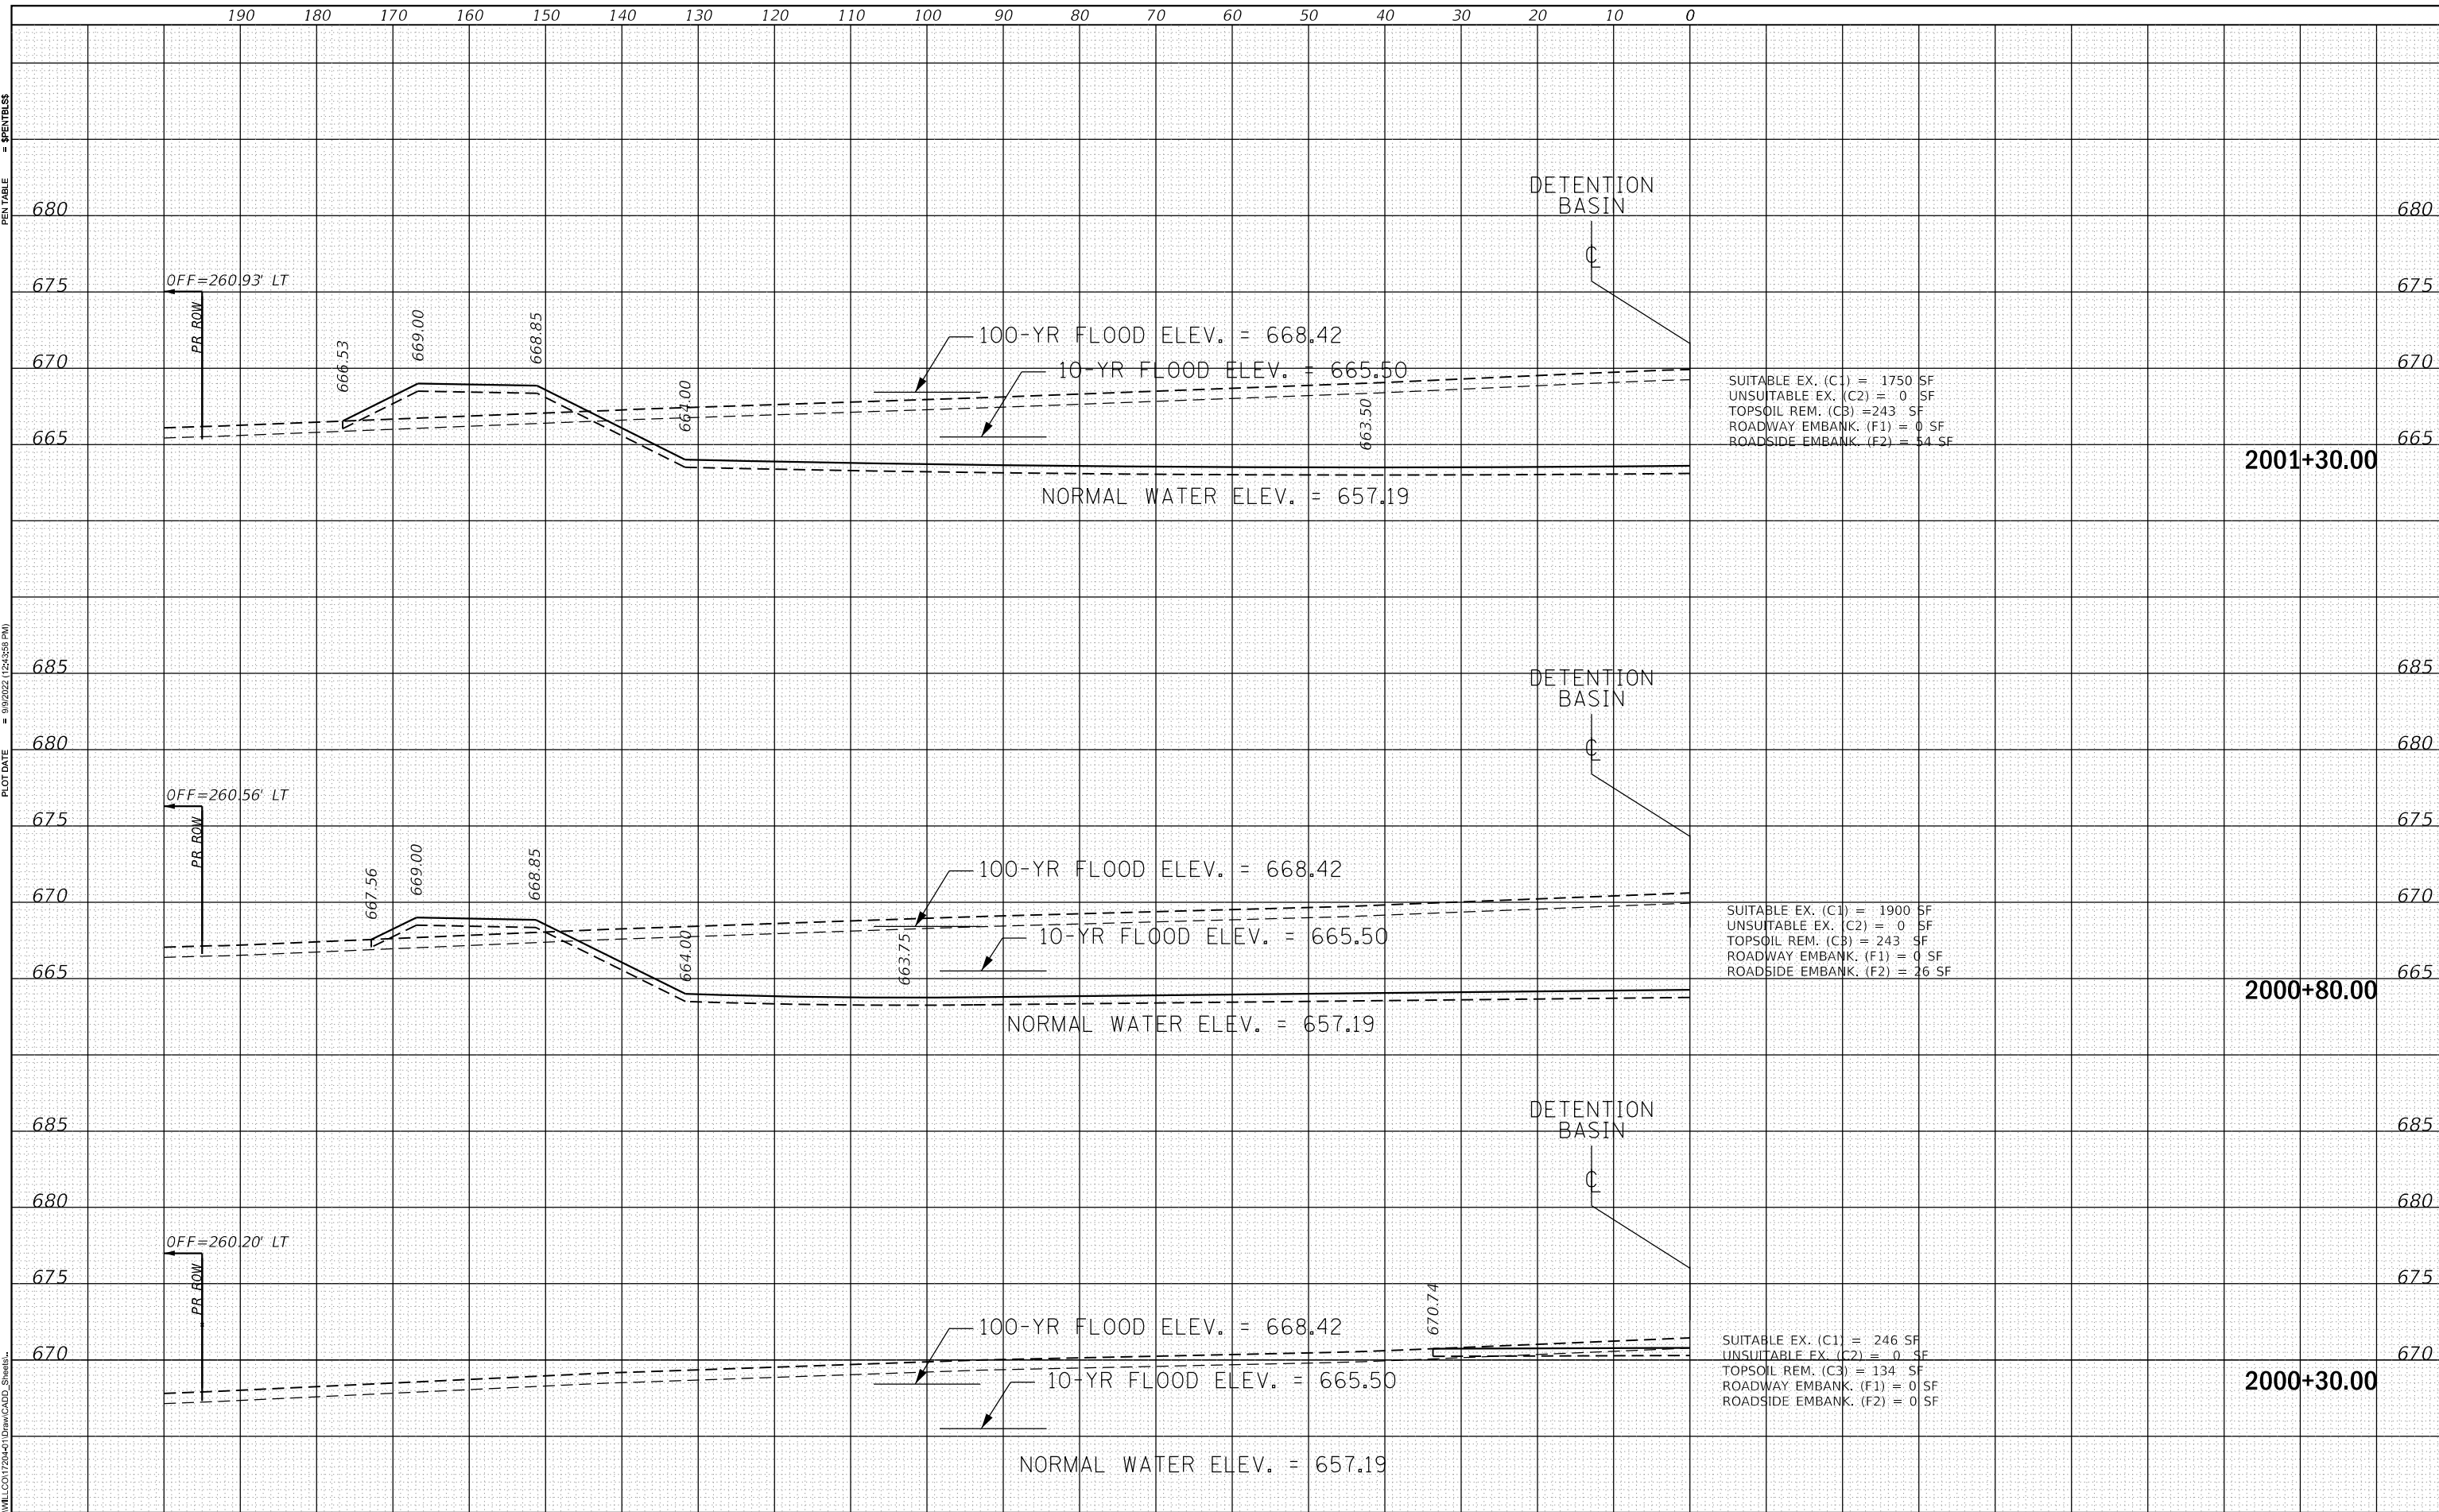 190 180 170 160 150 140 130 120 110 100 90 80 70 60 50 40 30 20 10 0
PEN TABLE = $PENTBLS$
PLOT DATE = 9/9/2022 (12:43:58 PM)
680 680
675 675
670 670
665 665
OFF=260.93' LT
PR ROW
666.53
669.00
668.85
664.00
663.50
100-YR FLOOD ELEV. = 668.42
10-YR FLOOD ELEV. = 665.50
NORMAL WATER ELEV. = 657.19
DETENTION
BASIN
℄
SUITABLE EX. (C1) = 1750 SF
UNSUITABLE EX. (C2) = 0 SF
TOPSOIL REM. (C3) =243 SF
ROADWAY EMBANK. (F1) = 0 SF
ROADSIDE EMBANK. (F2) = 54 SF
2001+30.00
685 685
680 680
675 675
670 670
665 665
OFF=260.56' LT
PR ROW
667.56
669.00
668.85
664.00
663.75
100-YR FLOOD ELEV. = 668.42
10-YR FLOOD ELEV. = 665.50
NORMAL WATER ELEV. = 657.19
DETENTION
BASIN
℄
SUITABLE EX. (C1) = 1900 SF
UNSUITABLE EX. (C2) = 0 SF
TOPSOIL REM. (C3) = 243 SF
ROADWAY EMBANK. (F1) = 0 SF
ROADSIDE EMBANK. (F2) = 26 SF
2000+80.00
685 685
680 680
675 675
670 670
OFF=260.20' LT
PR ROW
670.74
100-YR FLOOD ELEV. = 668.42
10-YR FLOOD ELEV. = 665.50
NORMAL WATER ELEV. = 657.19
DETENTION
BASIN
℄
SUITABLE EX. (C1) = 246 SF
UNSUITABLE EX. (C2) = 0 SF
TOPSOIL REM. (C3) = 134 SF
ROADWAY EMBANK. (F1) = 0 SF
ROADSIDE EMBANK. (F2) = 0 SF
2000+30.00